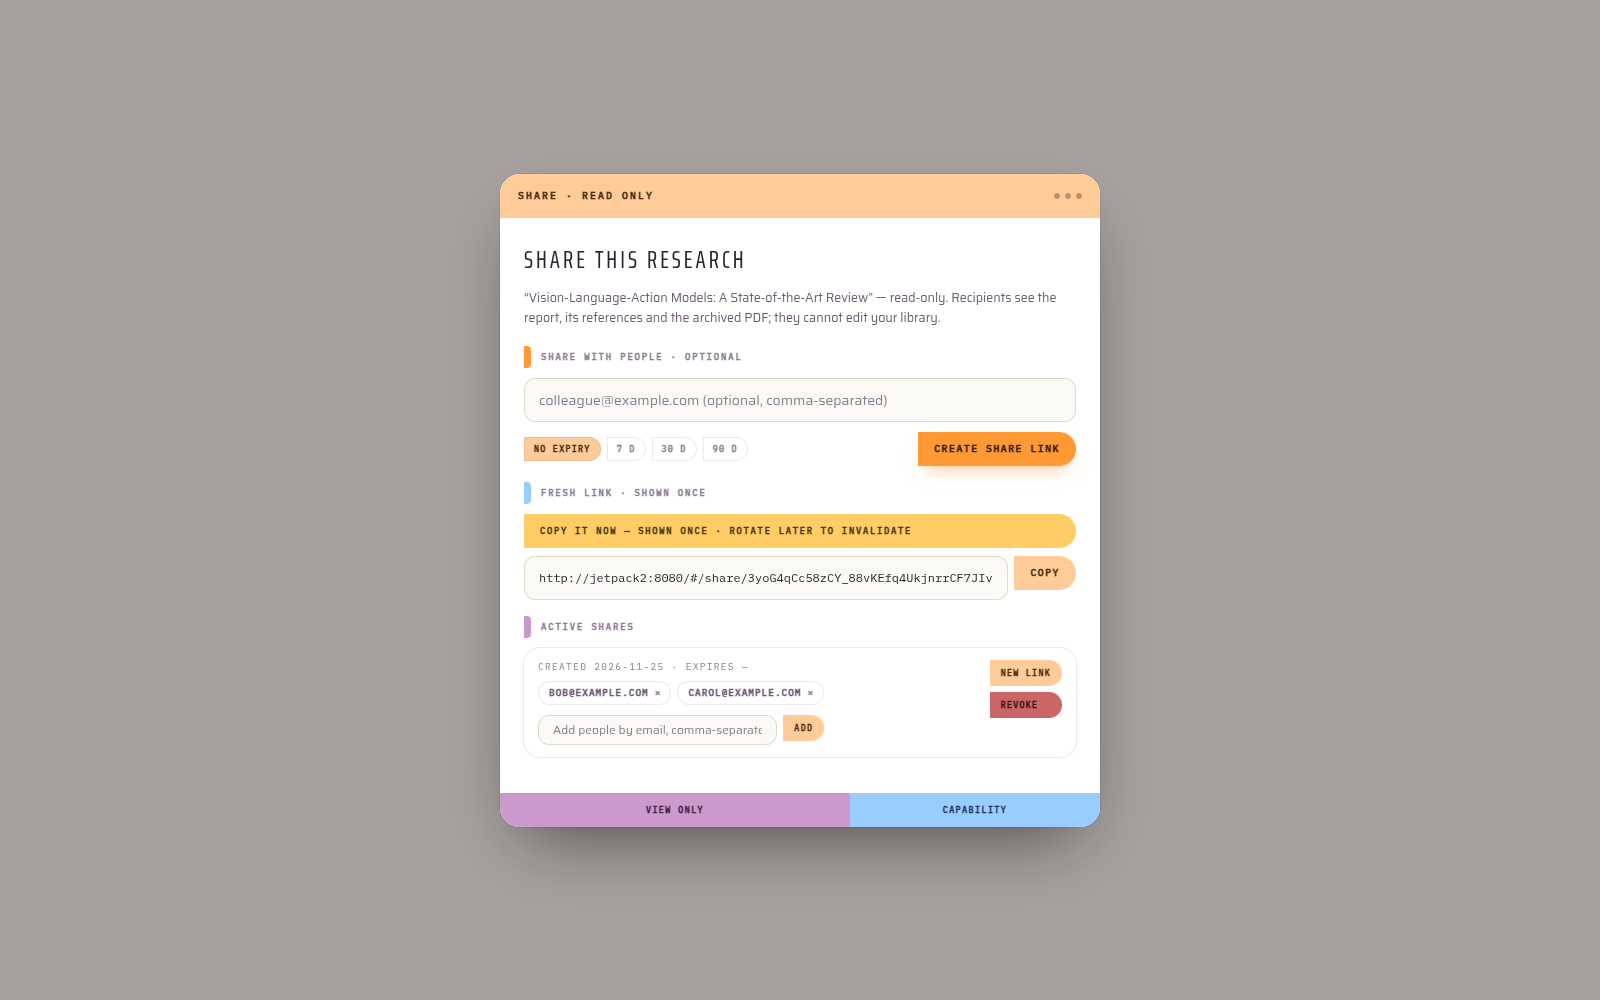 SHARE · READ ONLY
SHARE THIS RESEARCH
“Vision-Language-Action Models: A State-of-the-Art Review” — read-only. Recipients see the
report, its references and the archived PDF; they cannot edit your library.
SHARE WITH PEOPLE · OPTIONAL
colleague@example.com (optional, comma-separated)
NO EXPIRY 7 D 30 D 90 D CREATE SHARE LINK
FRESH LINK · SHOWN ONCE
COPY IT NOW — SHOWN ONCE · ROTATE LATER TO INVALIDATE
http://jetpack2:8080/#/share/3yoG4qCc58zCY_88vKEfq4UkjnrrCF7JIv COPY
ACTIVE SHARES
CREATED 2026-11-25 · EXPIRES — NEW LINK
BOB@EXAMPLE.COM × CAROL@EXAMPLE.COM × REVOKE
Add people by email, comma-separate ADD
VIEW ONLY CAPABILITY